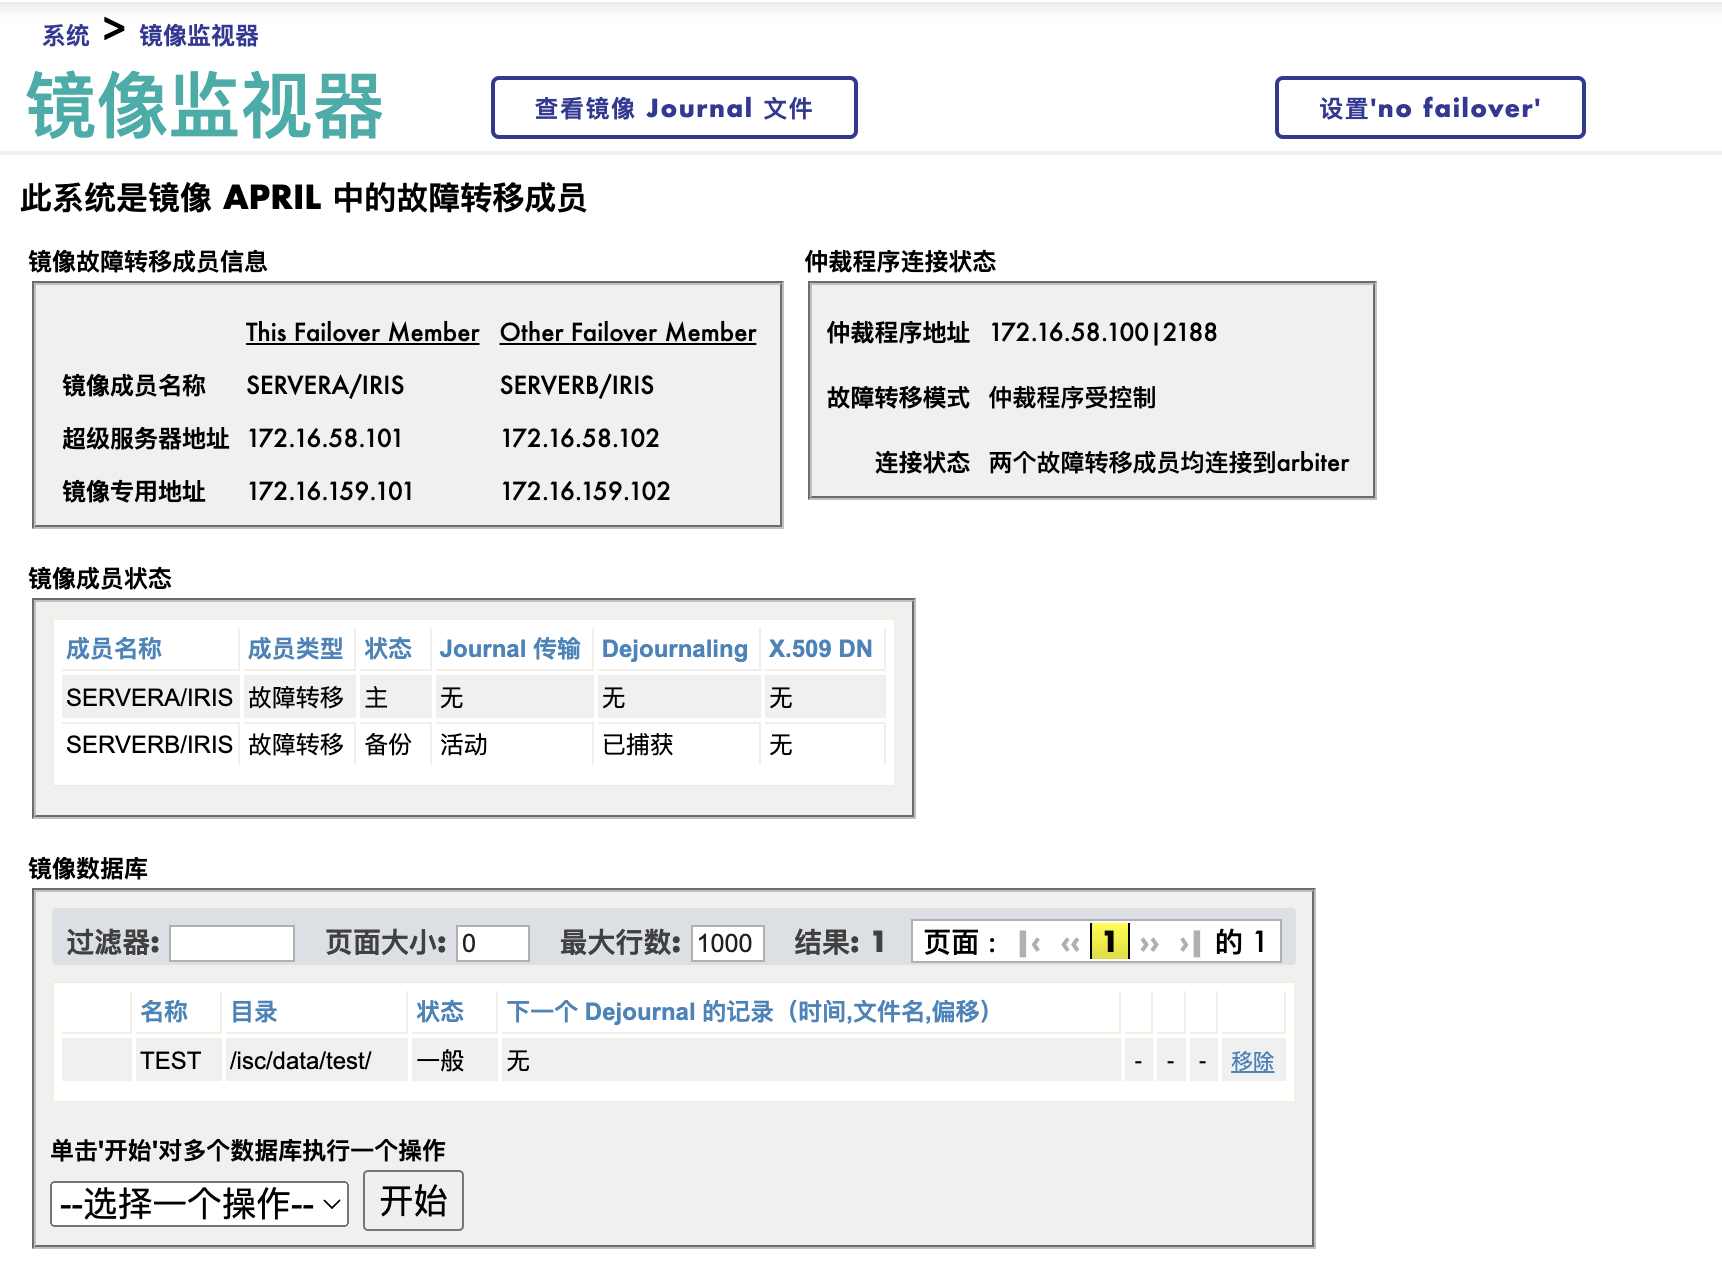 系统 > 镜像监视器
镜像监视器
查看镜像 Journal 文件
设置'no failover'
此系统是镜像 APRIL 中的故障转移成员
镜像故障转移成员信息
This Failover Member Other Failover Member
镜像成员名称 SERVERA/IRIS SERVERB/IRIS
超级服务器地址 172.16.58.101 172.16.58.102
镜像专用地址 172.16.159.101 172.16.159.102
仲裁程序连接状态
仲裁程序地址 172.16.58.100|2188
故障转移模式 仲裁程序受控制
连接状态 两个故障转移成员均连接到arbiter
镜像成员状态
成员名称 成员类型 状态 Journal 传输 Dejournaling X.509 DN
SERVERA/IRIS 故障转移 主 无 无 无
SERVERB/IRIS 故障转移 备份 活动 已捕获 无
镜像数据库
过滤器: 页面大小: 0 最大行数: 1000 结果: 1 页面： |‹ ‹‹ 1 ›› ›| 的 1
名称 目录 状态 下一个 Dejournal 的记录（时间,文件名,偏移）
TEST /isc/data/test/ 一般 无 - - - 移除
单击'开始'对多个数据库执行一个操作
--选择一个操作-- 开始